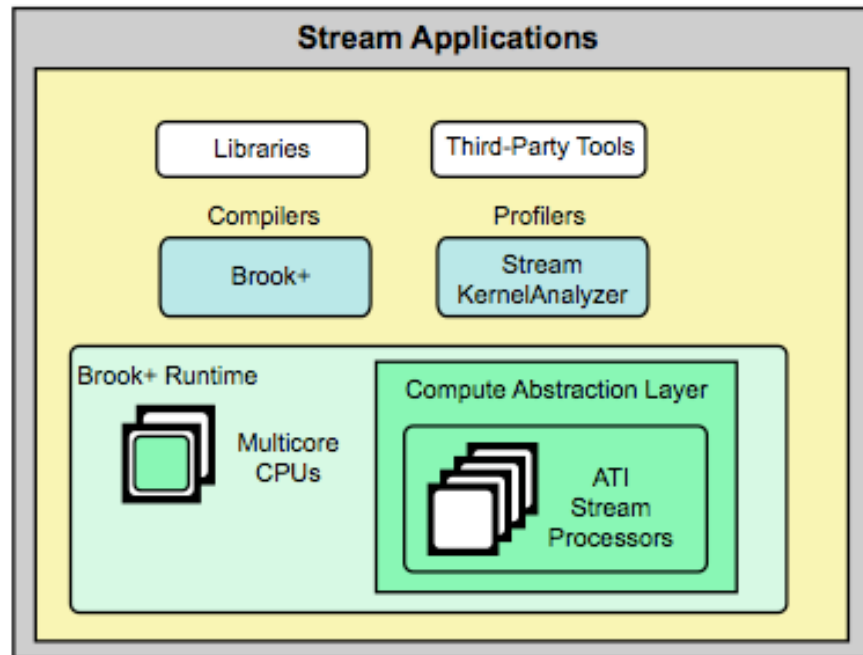 Stream Applications
Libraries
Third-Party Tools
Compilers
Profilers
Brook+
Stream
KernelAnalyzer
Brook+ Runtime
Multicore
CPUs
Compute Abstraction Layer
ATI
Stream
Processors